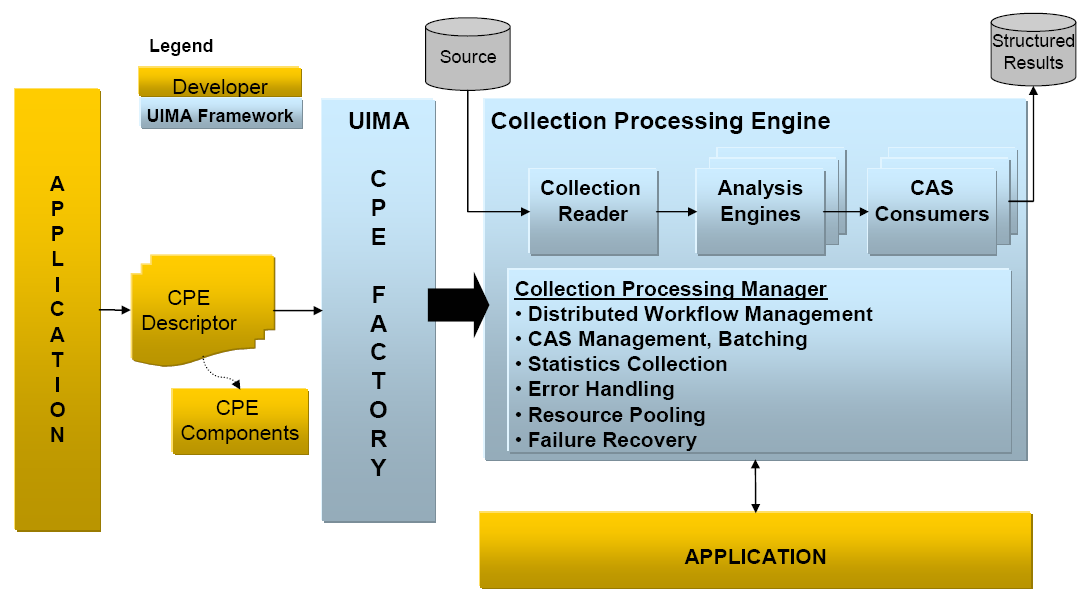 Legend
Developer
UIMA Framework
APPLICATION
CPE
Descriptor
CPE
Components
UIMA
CPE
FACTORY
Source
Structured
Results
Collection Processing Engine
Collection
Reader
Analysis
Engines
CAS
Consumers
Collection Processing Manager
• Distributed Workflow Management
• CAS Management, Batching
• Statistics Collection
• Error Handling
• Resource Pooling
• Failure Recovery
APPLICATION